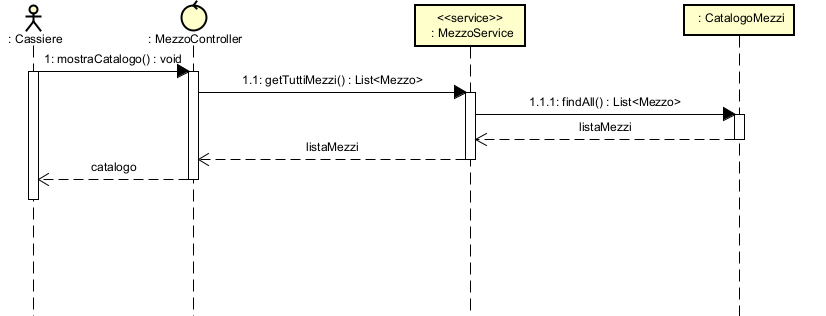 : Cassiere
: MezzoController
<<service>>
: MezzoService
: CatalogoMezzi
1: mostraCatalogo() : void
1.1: getTuttiMezzi() : List<Mezzo>
1.1.1: findAll() : List<Mezzo>
listaMezzi
listaMezzi
catalogo